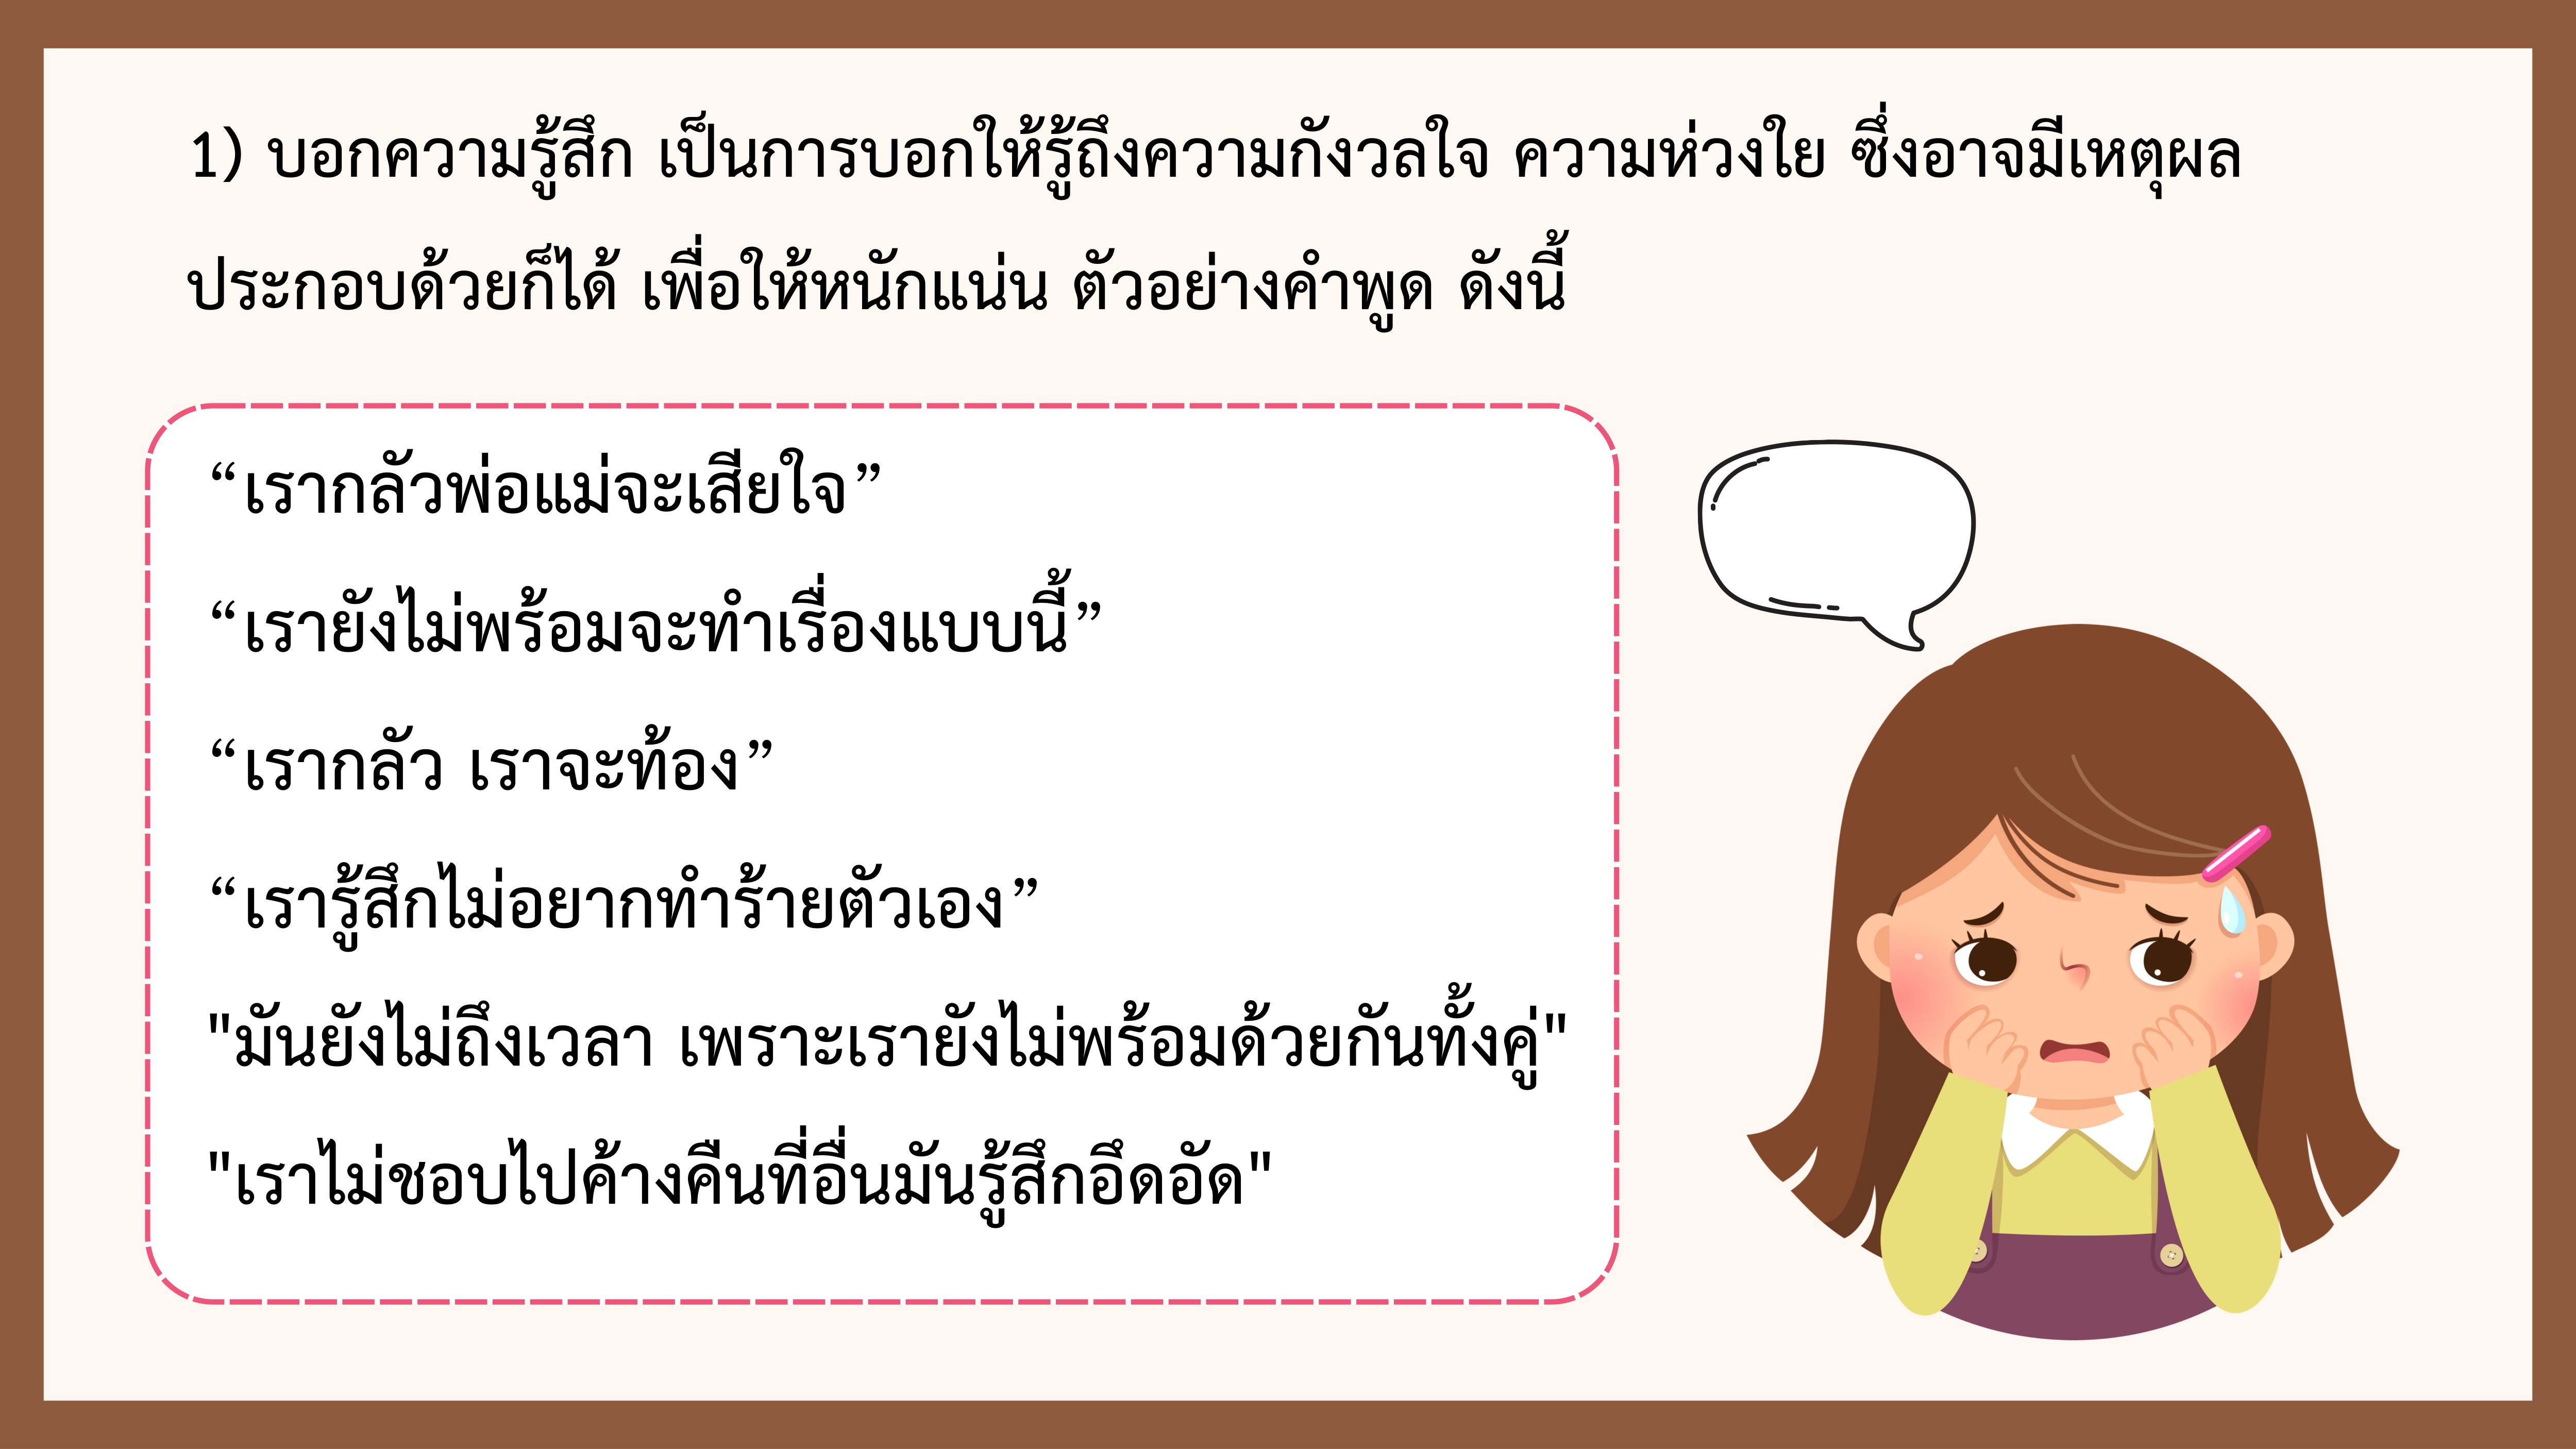 1) บอกความรู้สึก เป็นการบอกให้รู้ถึงความกังวลใจ ความห่วงใย ซึ่งอาจมีเหตุผล
ประกอบด้วยก็ได้ เพื่อให้หนักแน่น ตัวอย่างคำพูด ดังนี้
“เรากลัวพ่อแม่จะเสียใจ”
“เรายังไม่พร้อมจะทำเรื่องแบบนี้”
“เรากลัว เราจะท้อง”
“เรารู้สึกไม่อยากทำร้ายตัวเอง”
"มันยังไม่ถึงเวลา เพราะเรายังไม่พร้อมด้วยกันทั้งคู่"
"เราไม่ชอบไปค้างคืนที่อื่นมันรู้สึกอึดอัด"